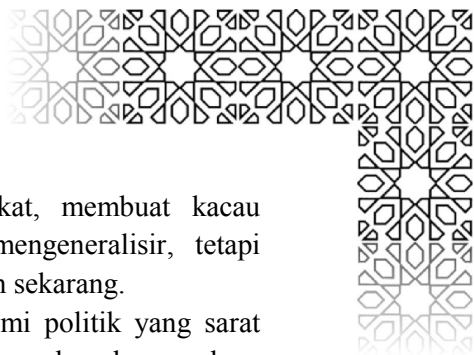 kat, membuat kacau
mengeneralisir, tetapi
n sekarang.
mi politik yang sarat